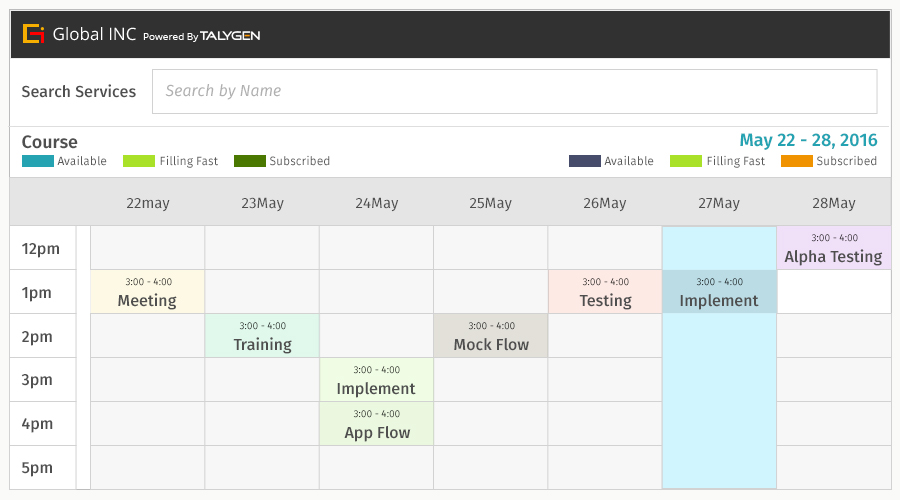 Global INC Powered By TALYGEN
Search Services Search by Name
Course May 22 - 28, 2016
Available Filling Fast Subscribed Available Filling Fast Subscribed
22may 23May 24May 25May 26May 27May 28May
12pm 3:00 - 4:00
Alpha Testing
1pm 3:00 - 4:00 3:00 - 4:00 3:00 - 4:00
Meeting Testing Implement
2pm 3:00 - 4:00 3:00 - 4:00
Training Mock Flow
3pm 3:00 - 4:00
Implement
4pm 3:00 - 4:00
App Flow
5pm